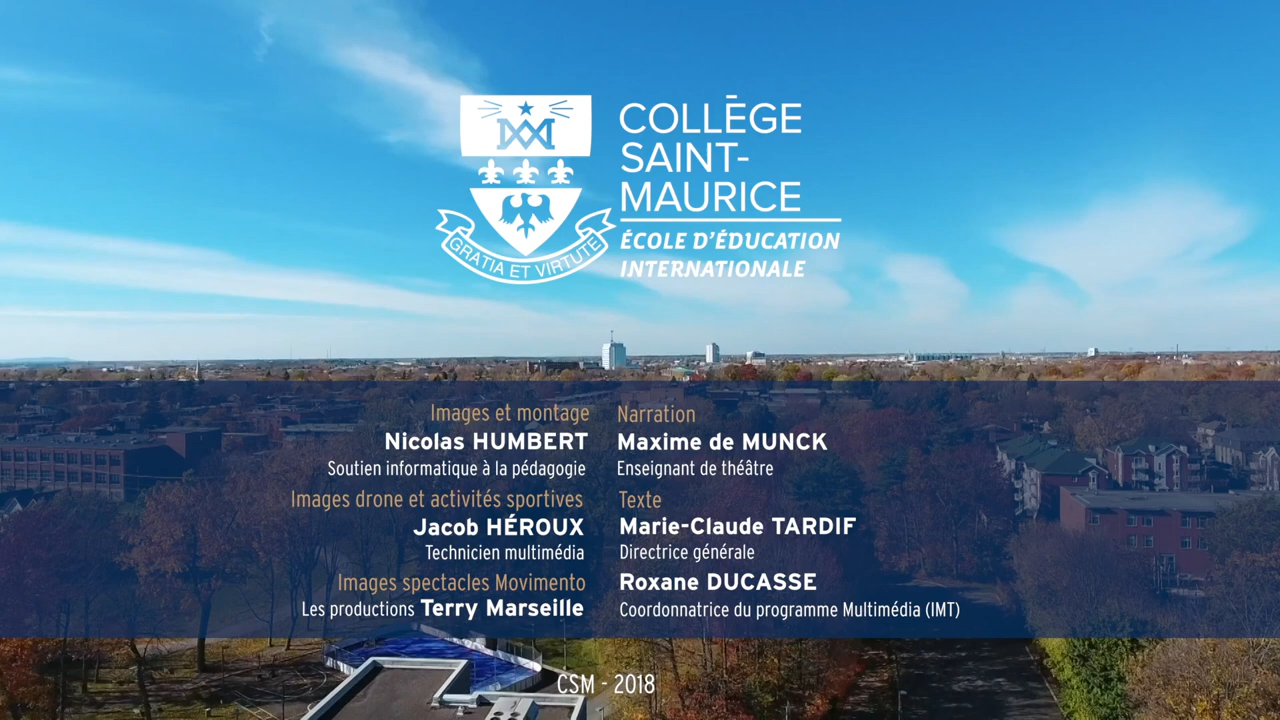 COLLÈGE
SAINT-
MAURICE
ÉCOLE D'ÉDUCATION
INTERNATIONALE
GRATIA ET VIRTUTE
Images et montage
Nicolas HUMBERT
Soutien informatique à la pédagogie
Images drone et activités sportives
Jacob HÉROUX
Technicien multimédia
Images spectacles Movimento
Les productions Terry Marseille
Narration
Maxime de MUNCK
Enseignant de théâtre
Texte
Marie-Claude TARDIF
Directrice générale
Roxane DUCASSE
Coordonnatrice du programme Multimédia (IMT)
CSM - 2018